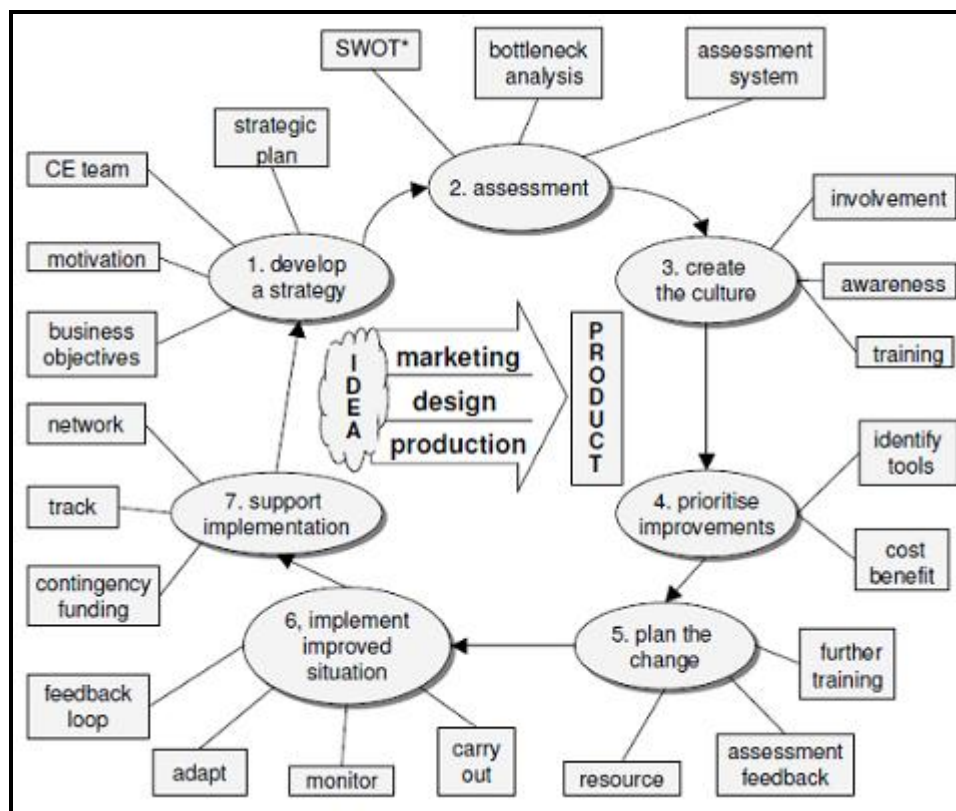 SWOT*
bottleneck
analysis
assessment
system
strategic
plan
CE team
2. assessment
involvement
motivation
1. develop
a strategy
3. create
the culture
awareness
business
objectives
training
IDEA
marketing
design
production
PRODUCT
network
identify
tools
track
7. support
implementation
4. prioritise
improvements
cost
benefit
contingency
funding
6, implement
improved
situation
5. plan the
change
further
training
feedback
loop
adapt
monitor
carry
out
resource
assessment
feedback